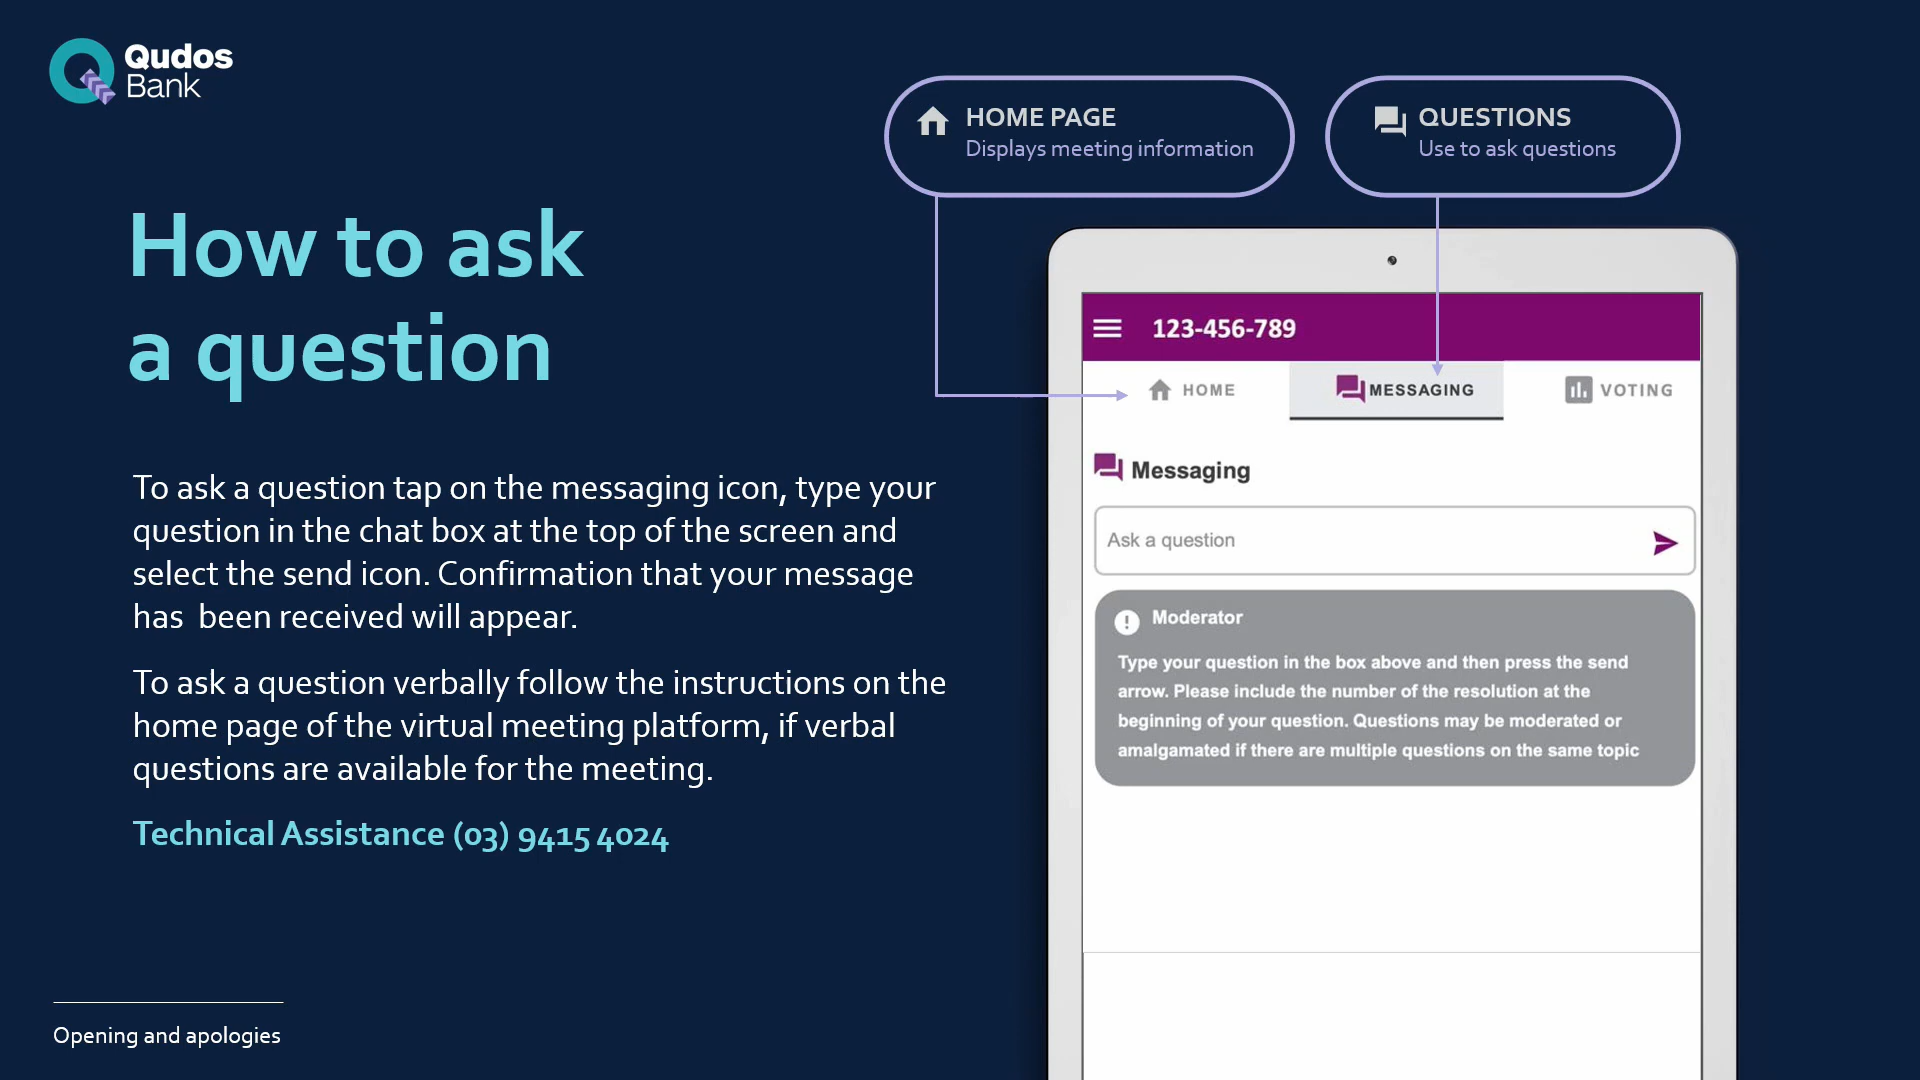 Qudos
Bank
HOME PAGE
Displays meeting information
QUESTIONS
Use to ask questions
How to ask
a question
To ask a question tap on the messaging icon, type your
question in the chat box at the top of the screen and
select the send icon. Confirmation that your message
has  been received will appear.
To ask a question verbally follow the instructions on the
home page of the virtual meeting platform, if verbal
questions are available for the meeting.
Technical Assistance (03) 9415 4024
123-456-789
HOME
MESSAGING
VOTING
Messaging
Ask a question
Moderator
Type your question in the box above and then press the send
arrow. Please include the number of the resolution at the
beginning of your question. Questions may be moderated or
amalgamated if there are multiple questions on the same topic
Opening and apologies